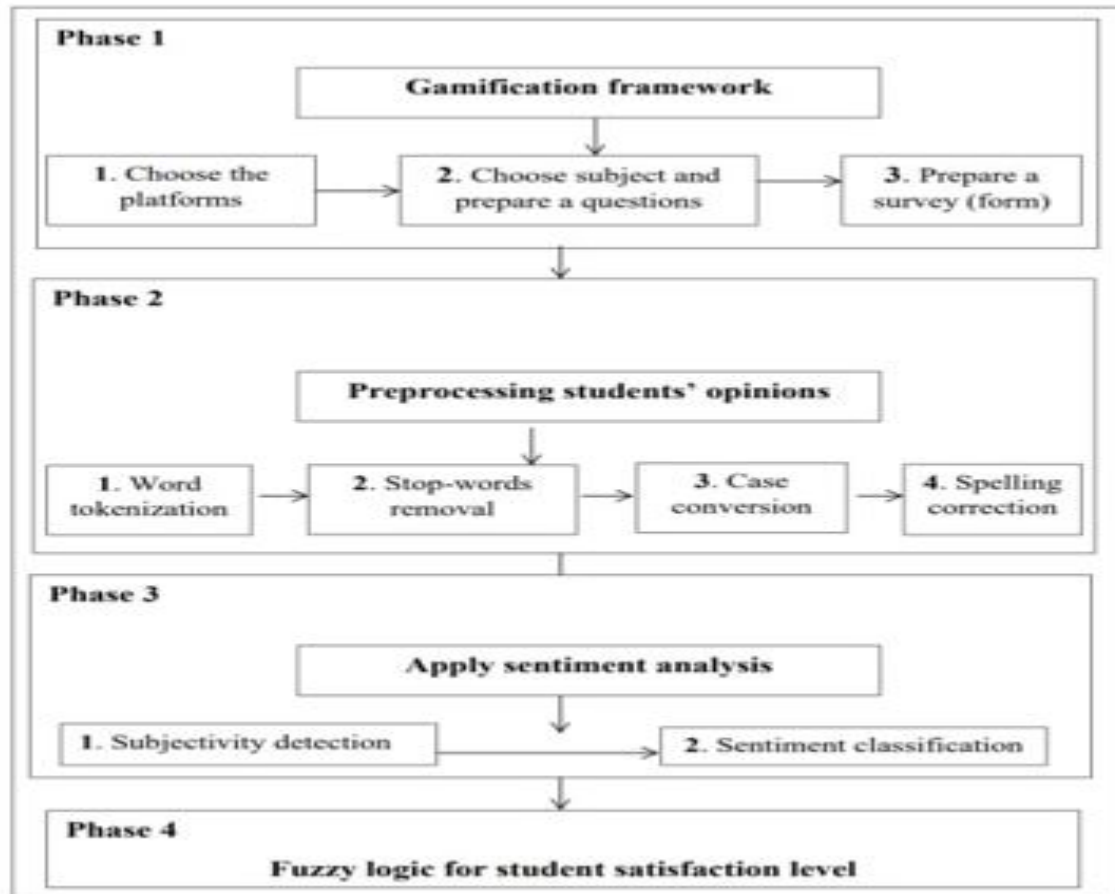 Phase 1
Gamification framework
1. Choose the
platforms
2. Choose subject and
prepare a questions
3. Prepare a
survey (form)
Phase 2
Preprocessing students’ opinions
1. Word
tokenization
2. Stop-words
removal
3. Case
conversion
4. Spelling
correction
Phase 3
Apply sentiment analysis
1. Subjectivity detection
2. Sentiment classification
Phase 4
Fuzzy logic for student satisfaction level